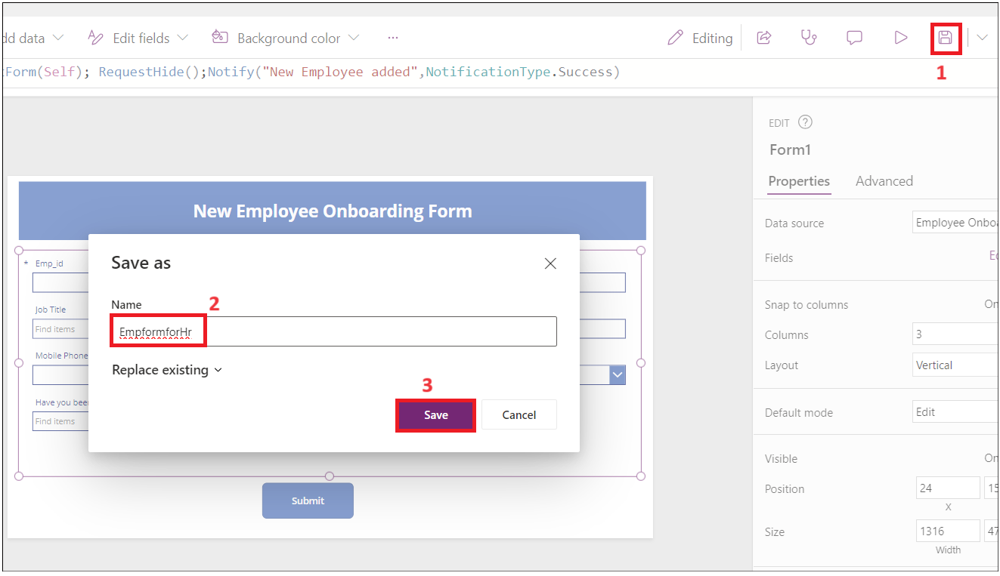 dd data Edit fields Background color ... Editing
1
tForm(Self); RequestHide();Notify("New Employee added",NotificationType.Success)
EDIT ?
Form1
Properties Advanced
Data source Employee Onboa
Fields Ed
Snap to columns On
Columns 3
Layout Vertical
Default mode Edit
Visible On
Position 24 15
X
Size 1316 47
Width
New Employee Onboarding Form
* Emp_id
Job Title
Find items
Mobile Phone
Have you been
Find items
Save as
Name
2
EmpformforHr
Replace existing
3
Save Cancel
Submit